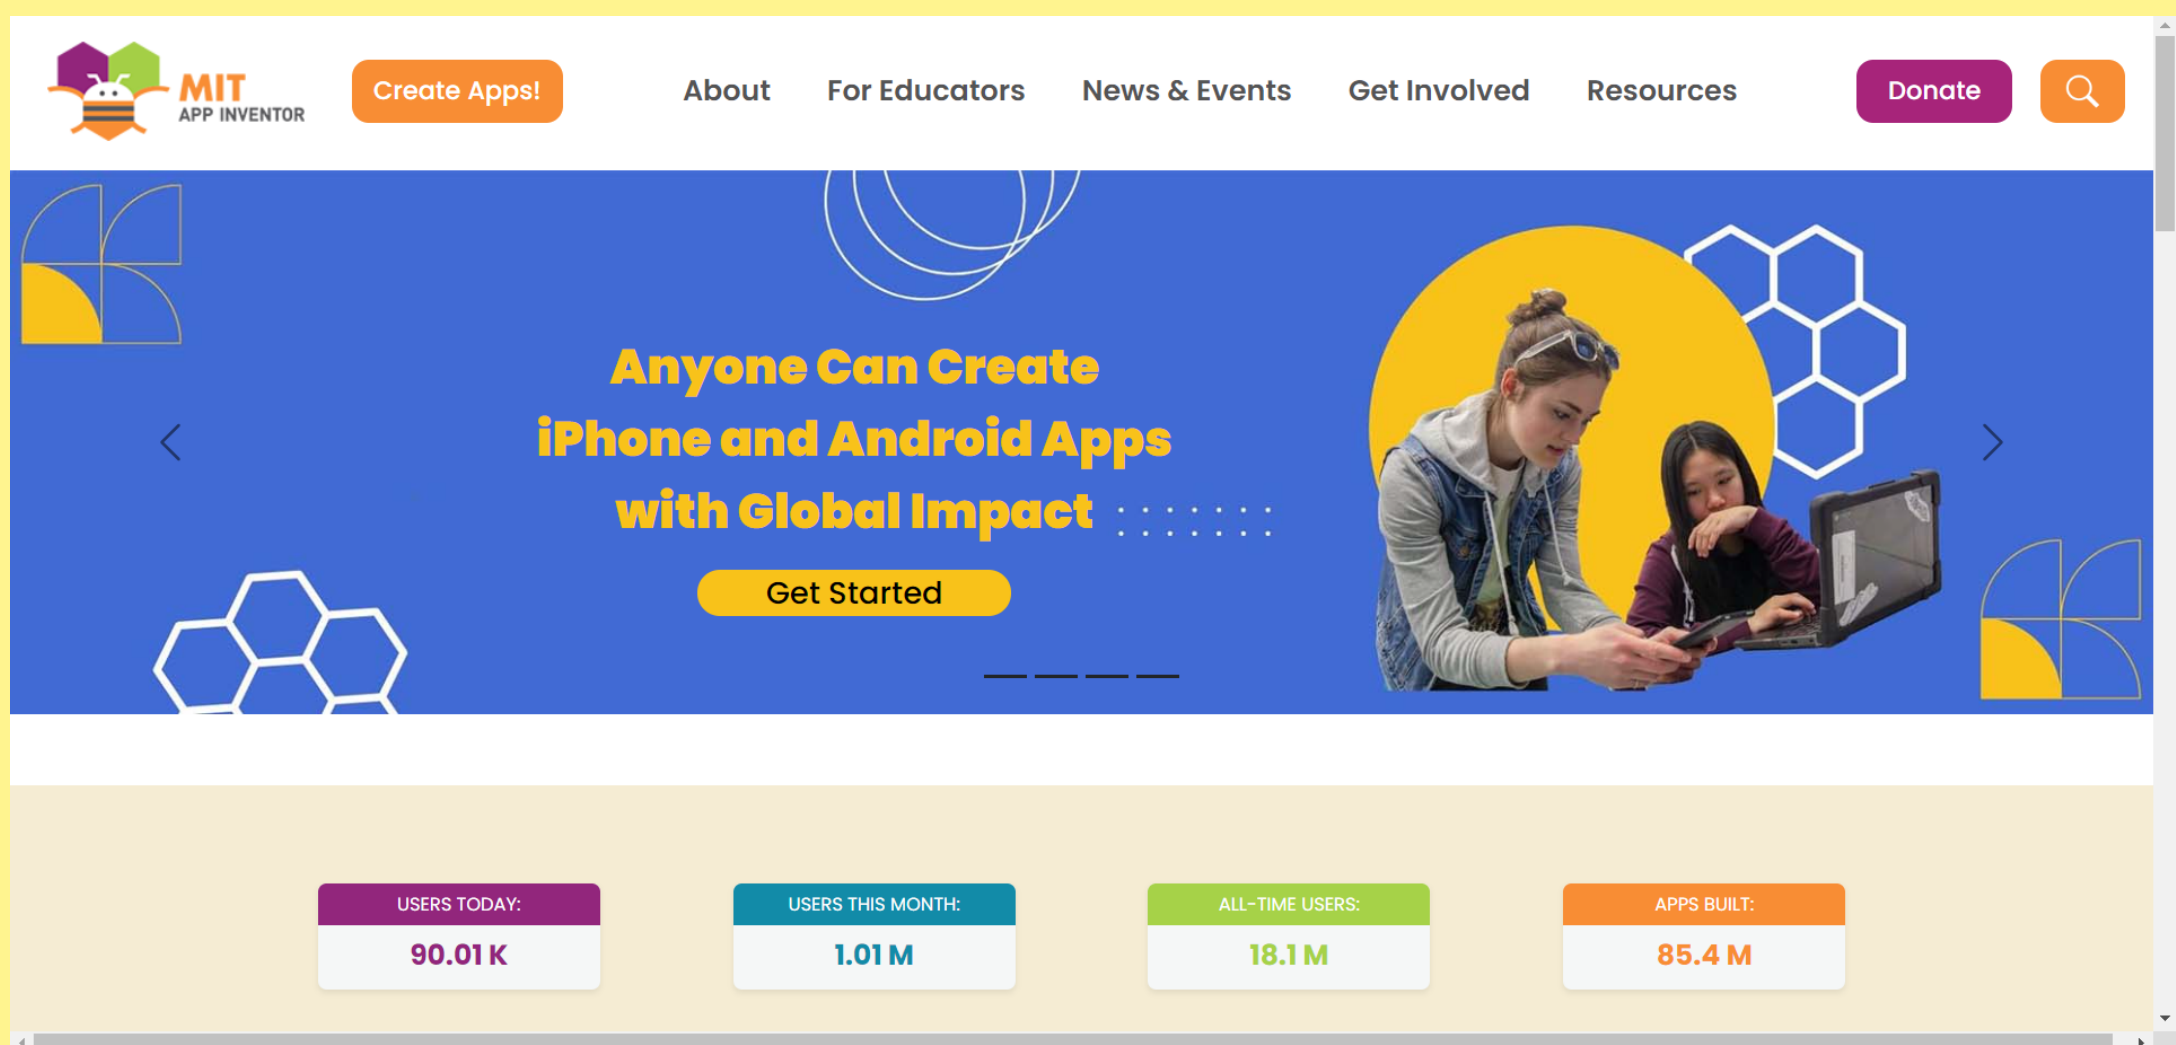 MIT
APP INVENTOR
Create Apps!
About
For Educators
News & Events
Get Involved
Resources
Donate
Anyone Can Create
iPhone and Android Apps
with Global Impact
Get Started
USERS TODAY:
90.01 K
USERS THIS MONTH:
1.01 M
ALL-TIME USERS:
18.1 M
APPS BUILT:
85.4 M